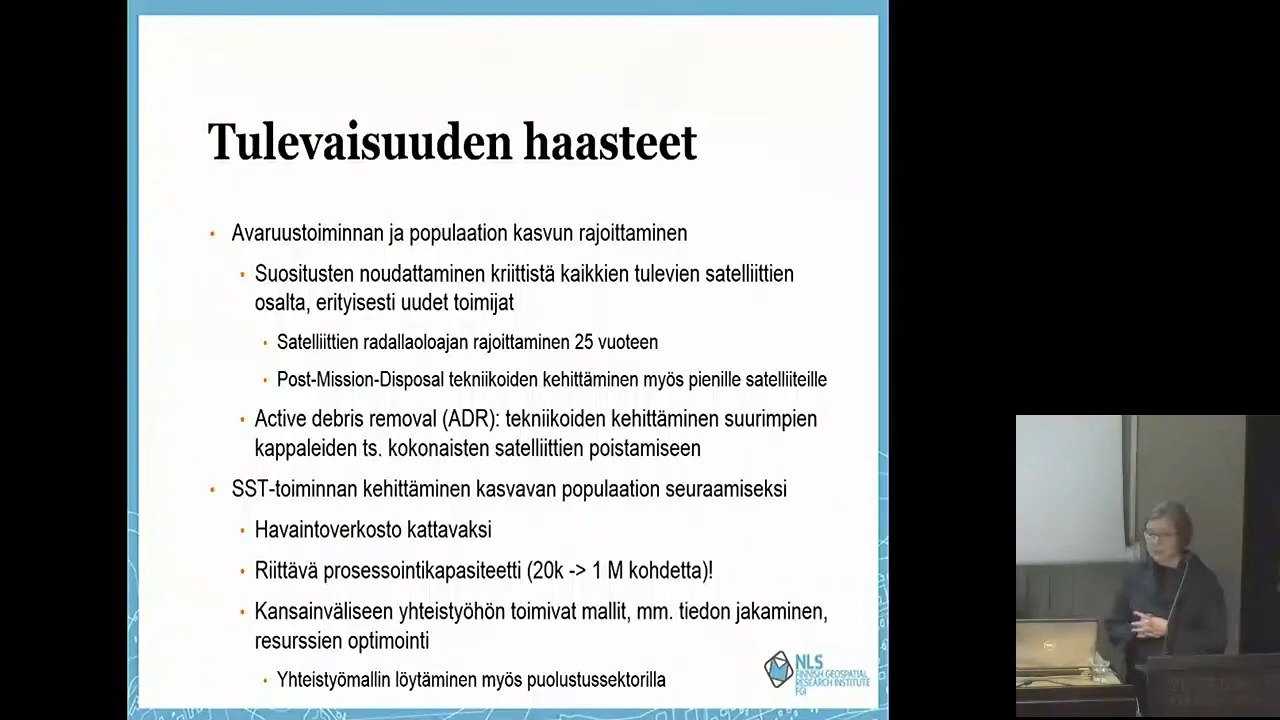 Tulevaisuuden haasteet
• Avaruustoiminnan ja populaation kasvun rajoittaminen
• Suositusten noudattaminen kriittistä kaikkien tulevien satelliittien
osalta, erityisesti uudet toimijat
• Satelliittien radallaoloajan rajoittaminen 25 vuoteen
• Post-Mission-Disposal tekniikoiden kehittäminen myös pienille satelliiteille
• Active debris removal (ADR): tekniikoiden kehittäminen suurimpien
kappaleiden ts. kokonaisten satelliittien poistamiseen
• SST-toiminnan kehittäminen kasvavan populaation seuraamiseksi
• Havaintoverkosto kattavaksi
• Riittävä prosessointikapasiteetti (20k -> 1 M kohdetta)!
• Kansainväliseen yhteistyöhön toimivat mallit, mm. tiedon jakaminen,
resurssien optimointi
• Yhteistyömallin löytäminen myös puolustussektorilla
NLS
FINNISH GEOSPATIAL
RESEARCH INSTITUTE
FGI